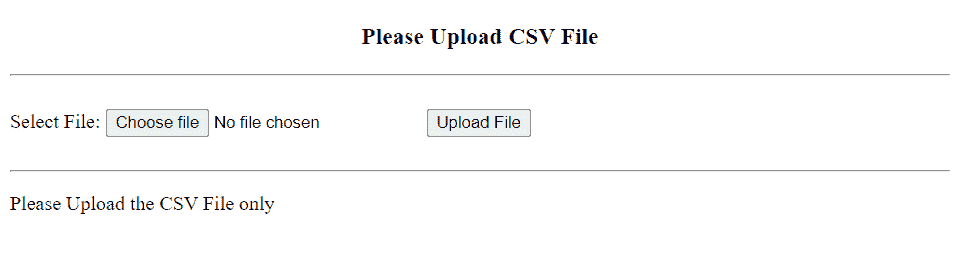 Please Upload CSV File
Select File: Choose file No file chosen Upload File
Please Upload the CSV File only